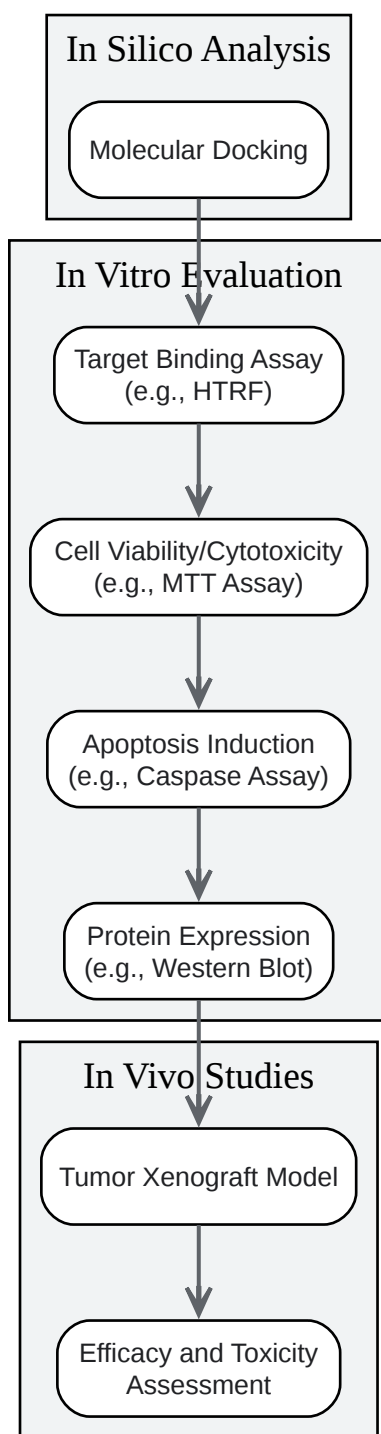 In Silico Analysis
Molecular Docking
In Vitro Evaluation
Target Binding Assay
(e.g., HTRF)
Cell Viability/Cytotoxicity
(e.g., MTT Assay)
Apoptosis Induction
(e.g., Caspase Assay)
Protein Expression
(e.g., Western Blot)
In Vivo Studies
Tumor Xenograft Model
Efficacy and Toxicity
Assessment